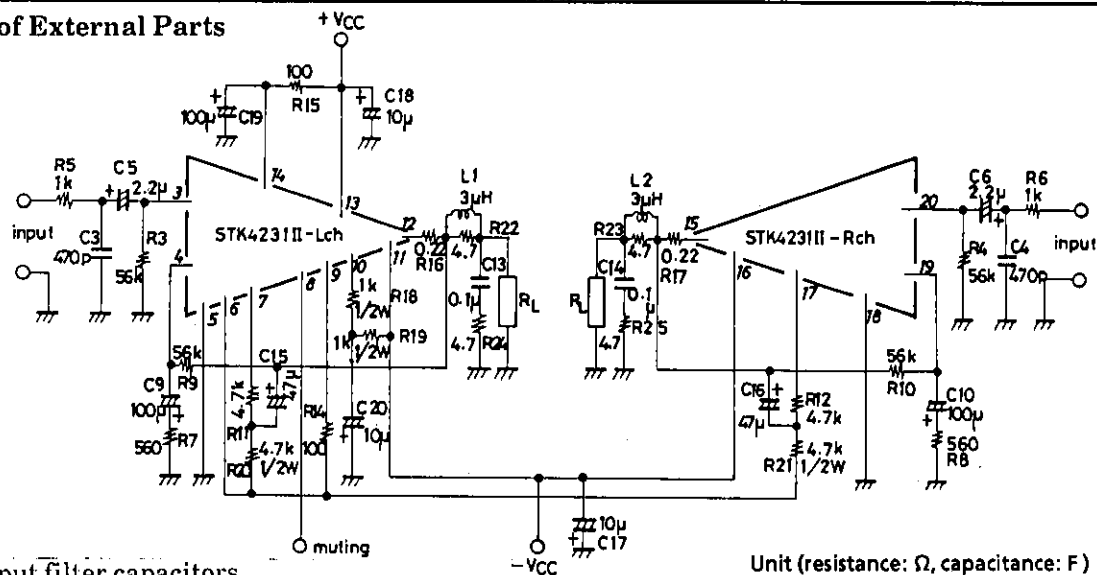 of External Parts
+VCC
100
R15
100μ
C19
C18
10μ
R5
1k
C5
2.2μ
3
14
13
L1
3μH
12
R22
L2
3μH
R23
15
C6
2.2μ
R6
1k
20
input
C3
470p
R3
56k
4
STK4231II-Lch
0.22
R16
4.7
C13
0.1μ
R24
4.7
RL
RL
4.7
0.22
R17
C14
0.1μ
R25
4.7
STK4231II-Rch
R4
56k
19
C4
470p
input
5
6
7
8
9
10
11
1k
1/2W
R18
1k
R19
1/2W
16
17
18
56k
R9
C15
47μ
4.7k
R11
C9
100μ
560
R7
R20
4.7k
1/2W
R14
100
C20
10μ
C16
47μ
R12
4.7k
R21
4.7k
1/2W
56k
R10
C10
100μ
560
R8
muting
-VCC
10μ
C17
put filter capacitors
Unit (resistance: Ω, capacitance: F)